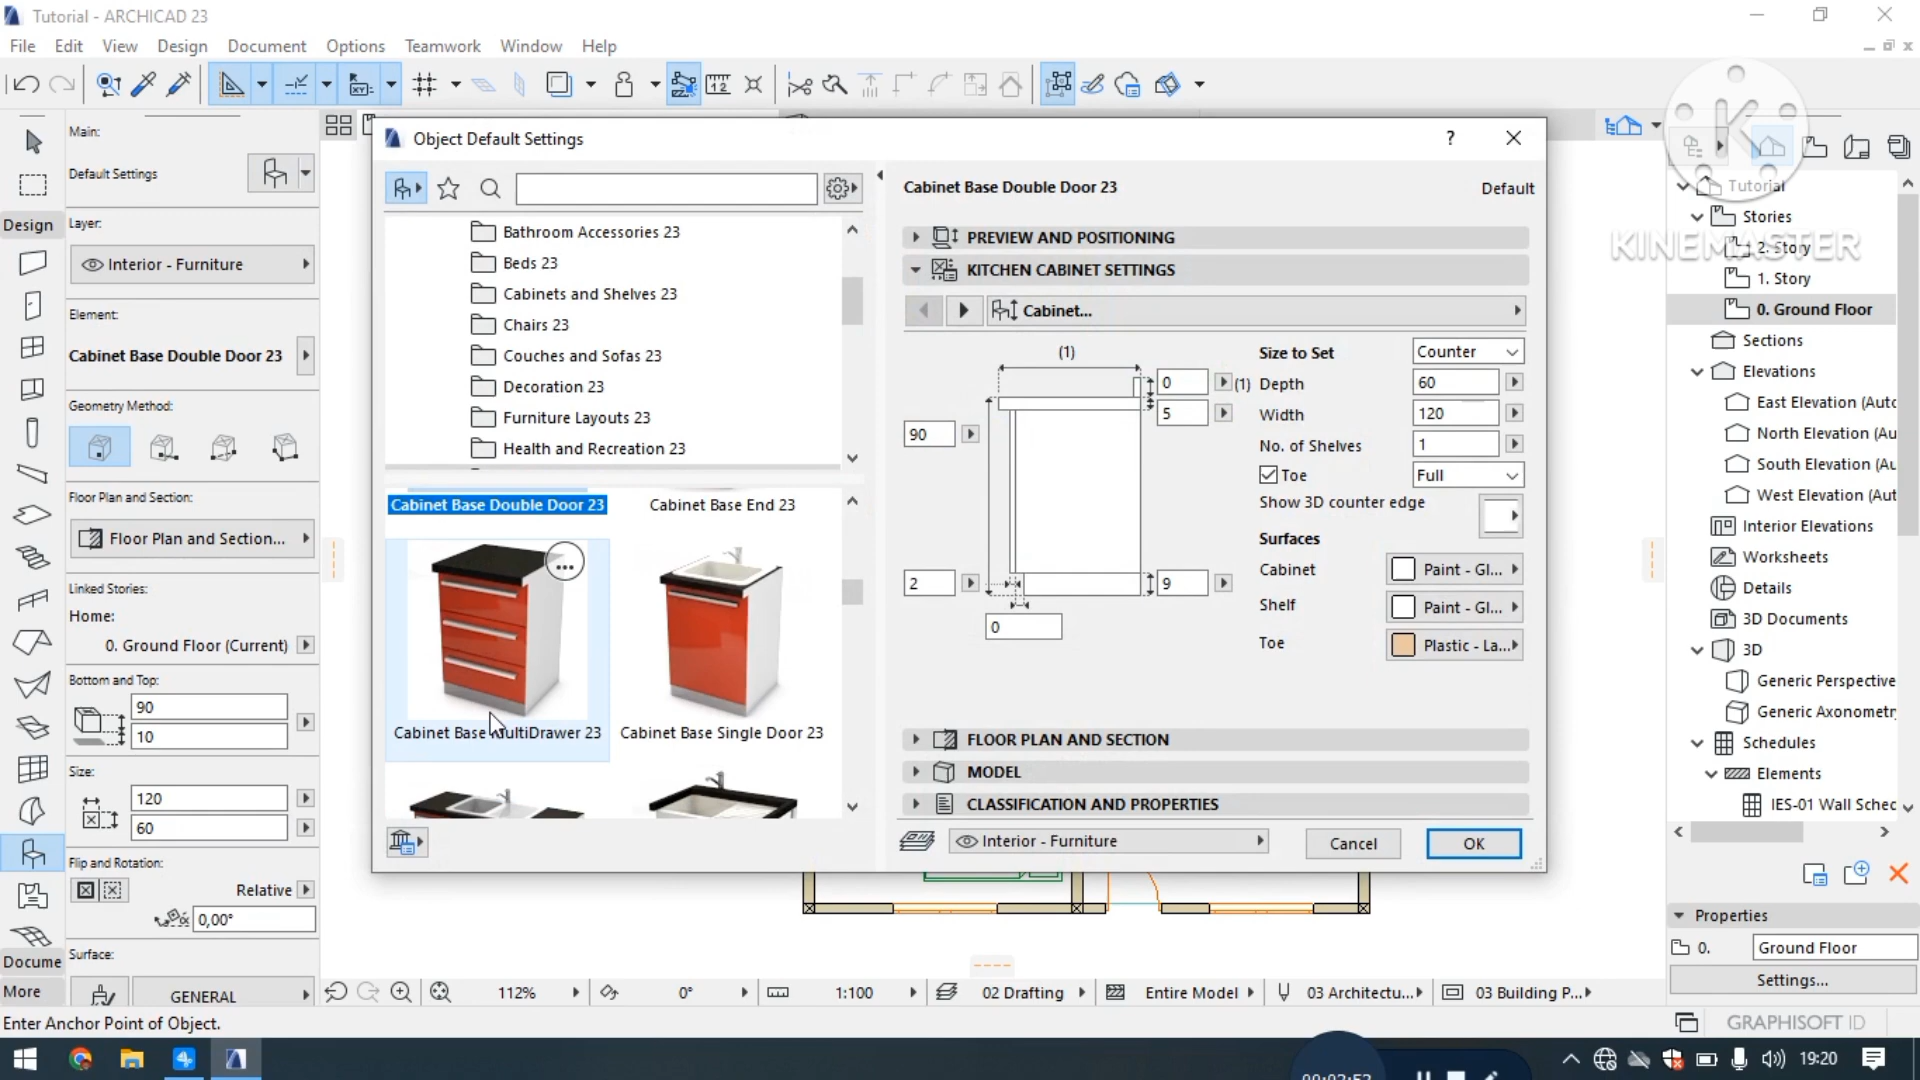 Tutorial - ARCHICAD 23
File Edit View Design Document Options Teamwork Window Help
Main:
Default Settings
Design
Layer:
Interior - Furniture
Element:
Cabinet Base Double Door 23
Geometry Method:
Floor Plan and Section:
Floor Plan and Section...
Linked Stories:
Home:
0. Ground Floor (Current)
Bottom and Top:
90
10
Size:
120
60
Flip and Rotation:
Relative
0,00°
Surface:
GENERAL
Docume
More
Object Default Settings
?
Bathroom Accessories 23
Beds 23
Cabinets and Shelves 23
Chairs 23
Couches and Sofas 23
Decoration 23
Furniture Layouts 23
Health and Recreation 23
Cabinet Base Double Door 23
Cabinet Base End 23
Cabinet Base MultiDrawer 23
Cabinet Base Single Door 23
Cabinet Base Double Door 23
Default
PREVIEW AND POSITIONING
KITCHEN CABINET SETTINGS
Cabinet...
(1)
0
(1)
5
90
2
9
0
Size to Set
Counter
Depth
60
Width
120
No. of Shelves
1
Toe
Full
Show 3D counter edge
Surfaces
Cabinet
Paint - Gl...
Shelf
Paint - Gl...
Toe
Plastic - La...
FLOOR PLAN AND SECTION
MODEL
CLASSIFICATION AND PROPERTIES
Interior - Furniture
Cancel
OK
K
KINEMASTER
Tutorial
Stories
2. Story
1. Story
0. Ground Floor
Sections
Elevations
East Elevation (Auto
North Elevation (Au
South Elevation (Au
West Elevation (Aut
Interior Elevations
Worksheets
Details
3D Documents
3D
Generic Perspective
Generic Axonometr
Schedules
Elements
IES-01 Wall Sched
Properties
0.
Ground Floor
Settings...
112%
0°
1:100
02 Drafting
Entire Model
03 Architectu...
03 Building P...
Enter Anchor Point of Object.
GRAPHISOFT ID
19:20